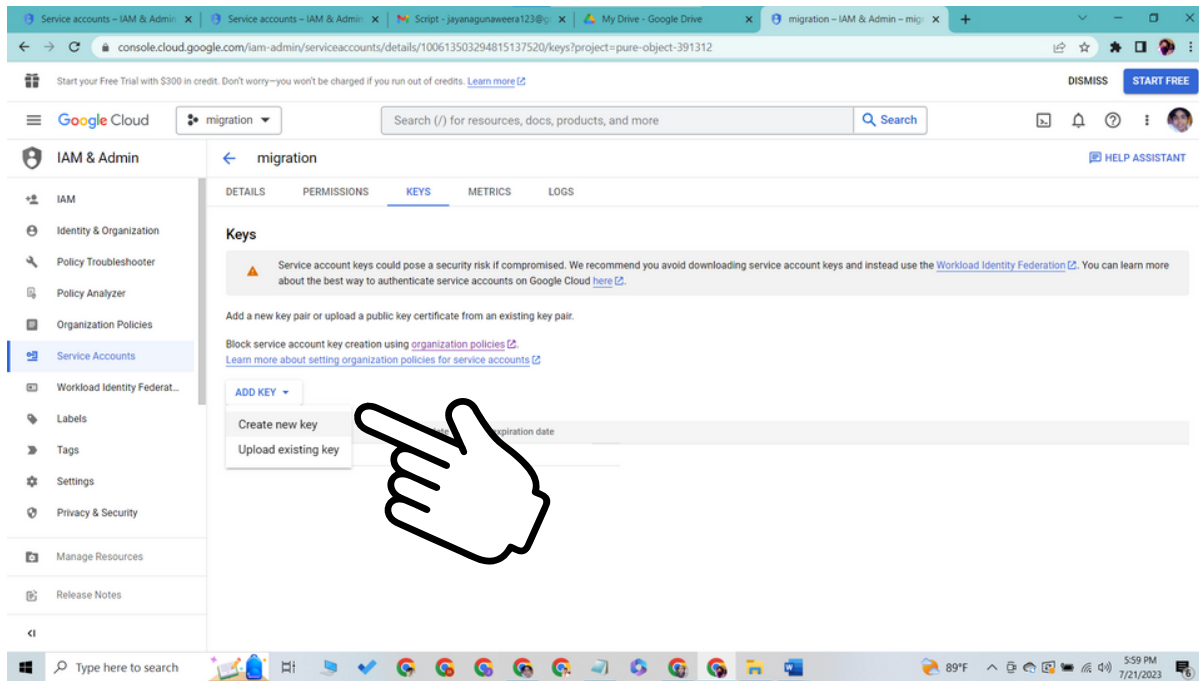 Service accounts – IAM & Admin
Service accounts – IAM & Admin
Script - jayanagunaweera123@g
My Drive - Google Drive
migration – IAM & Admin – mig
console.cloud.google.com/iam-admin/serviceaccounts/details/100613503294815137520/keys?project=pure-object-391312
Start your Free Trial with $300 in credit. Don't worry—you won't be charged if you run out of credits. Learn more
DISMISS
START FREE
Google Cloud
migration
Search (/) for resources, docs, products, and more
Search
IAM & Admin
migration
HELP ASSISTANT
DETAILS PERMISSIONS KEYS METRICS LOGS
IAM
Identity & Organization
Policy Troubleshooter
Policy Analyzer
Organization Policies
Service Accounts
Workload Identity Federat...
Labels
Tags
Settings
Privacy & Security
Manage Resources
Release Notes
Keys
Service account keys could pose a security risk if compromised. We recommend you avoid downloading service account keys and instead use the Workload Identity Federation. You can learn more
about the best way to authenticate service accounts on Google Cloud here.
Add a new key pair or upload a public key certificate from an existing key pair.
Block service account key creation using organization policies.
Learn more about setting organization policies for service accounts
ADD KEY
Create new key
Upload existing key
expiration date
Type here to search
89°F
5:59 PM
7/21/2023
6